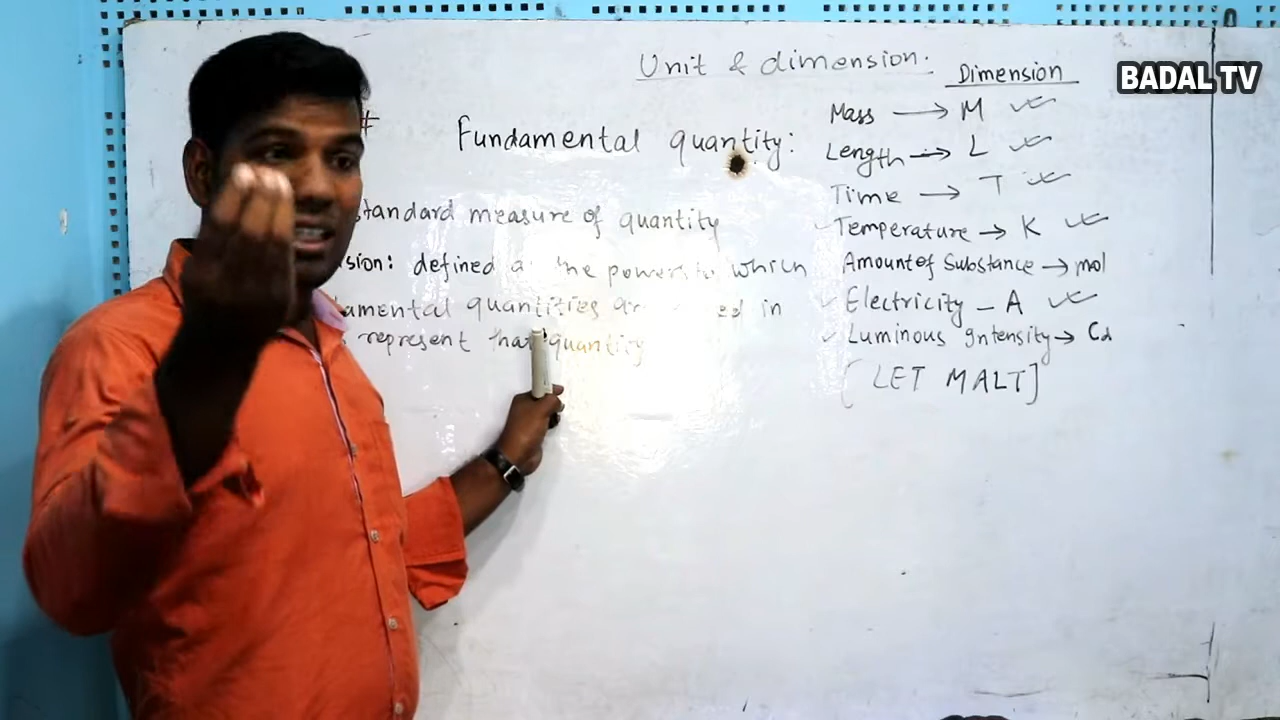 Unit & dimension.
BADAL TV
#
Fundamental quantity:
standard measure of quantity
sion: defined as the powers to which
amental quantities are in
represent that quantity
Dimension
Mass → M
Length → L
Time → T
Temperature → K
Amount of Substance → mol
Electricity - A
Luminous Intensity → Cd
[LET MALT]